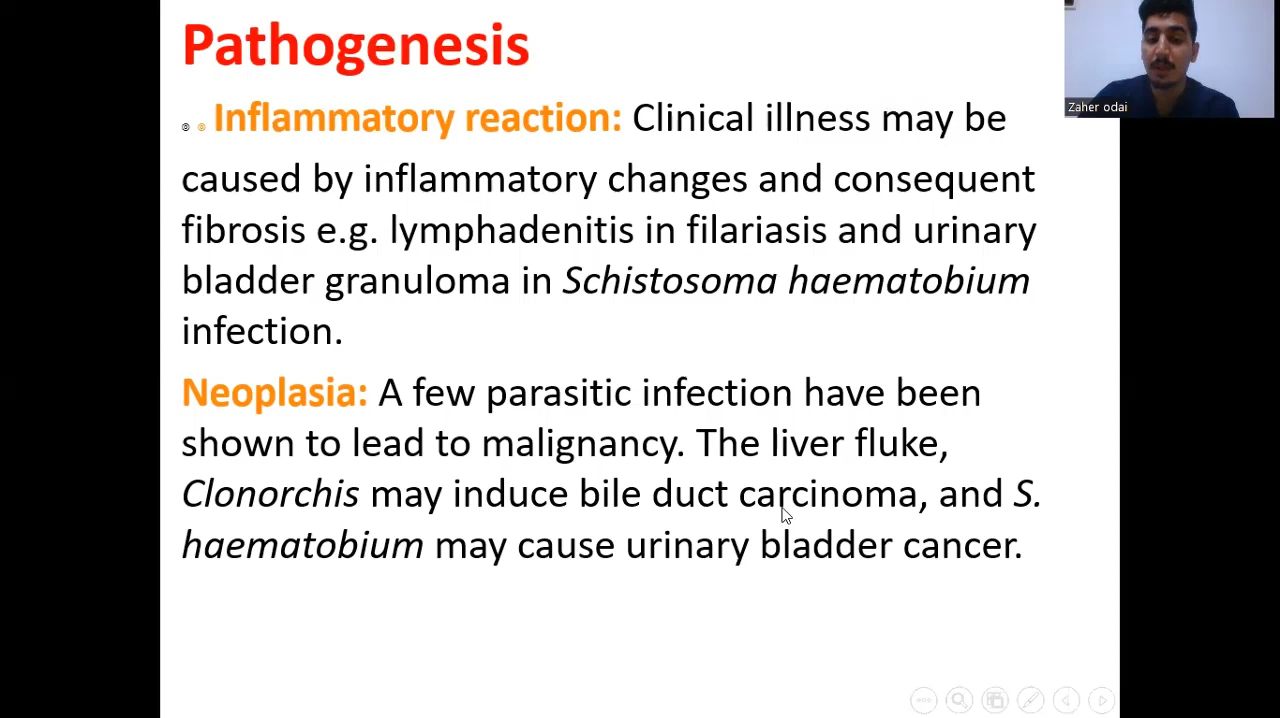 Pathogenesis
Inflammatory reaction: Clinical illness may be
caused by inflammatory changes and consequent
fibrosis e.g. lymphadenitis in filariasis and urinary
bladder granuloma in Schistosoma haematobium
infection.
Neoplasia: A few parasitic infection have been
shown to lead to malignancy. The liver fluke,
Clonorchis may induce bile duct carcinoma, and S.
haematobium may cause urinary bladder cancer.
Zaher odai